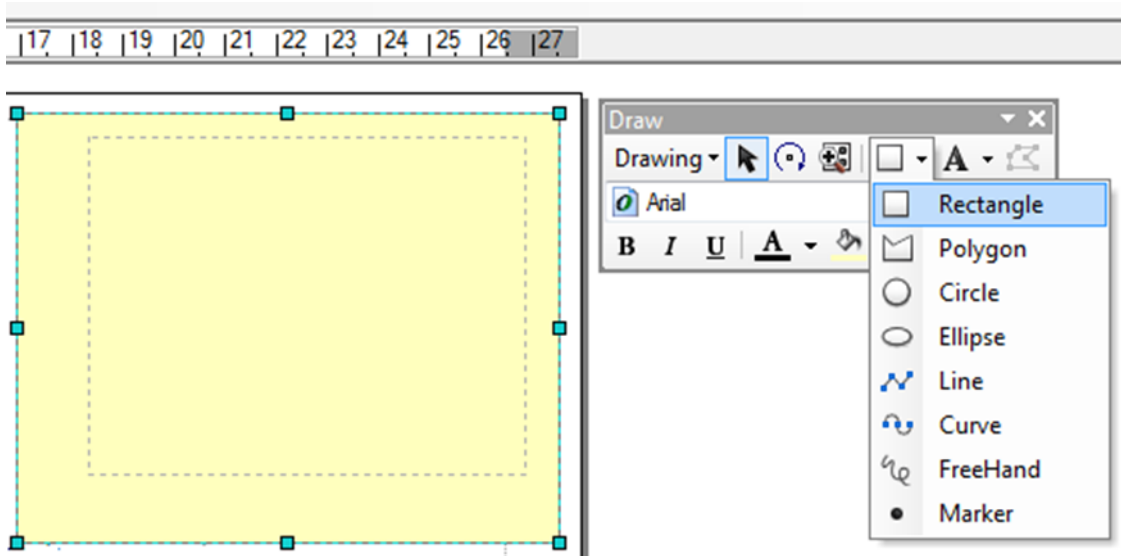 17 18 19 20 21 22 23 24 25 26 27
Draw
Drawing A
Arial
B I U A
Rectangle
Polygon
Circle
Ellipse
Line
Curve
FreeHand
Marker